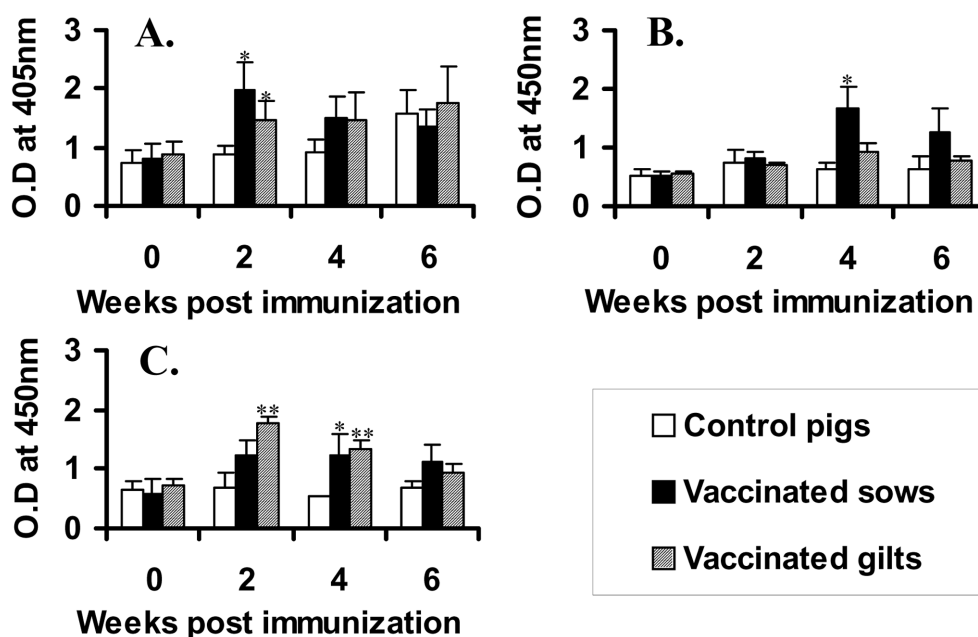 A.
O.D at 405nm
3
2
1
0
* *
0 2 4 6
Weeks post immunization
B.
O.D at 450nm
3
2
1
0
*
0 2 4 6
Weeks post immunization
C.
O.D at 450nm
3
2
1
0
** * **
0 2 4 6
Weeks post immunization
Control pigs
Vaccinated sows
Vaccinated gilts